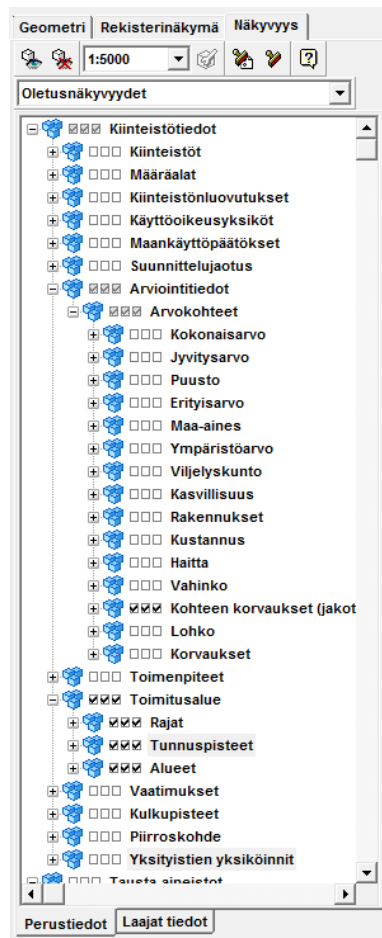 Geometri Rekisterinäkymä Näkyvyys
1:5000
Oletusnäkyvyydet
Kiinteistötiedot
Kiinteistöt
Määräalat
Kiinteistönluovutukset
Käyttöoikeusyksiköt
Maankäyttöpäätökset
Suunnittelujaotus
Arviointitiedot
Arvokohteet
Kokonaisarvo
Jyvitysarvo
Puusto
Erityisarvo
Maa-aines
Ympäristöarvo
Viljelyskunto
Kasvillisuus
Rakennukset
Kustannus
Haitta
Vahinko
Kohteen korvaukset (jakot
Lohko
Korvaukset
Toimenpiteet
Toimitusalue
Rajat
Tunnuspisteet
Alueet
Vaatimukset
Kulkupisteet
Piirroskohde
Yksityistien yksiköinnit
Tausta aineistot
Perustiedot Laajat tiedot